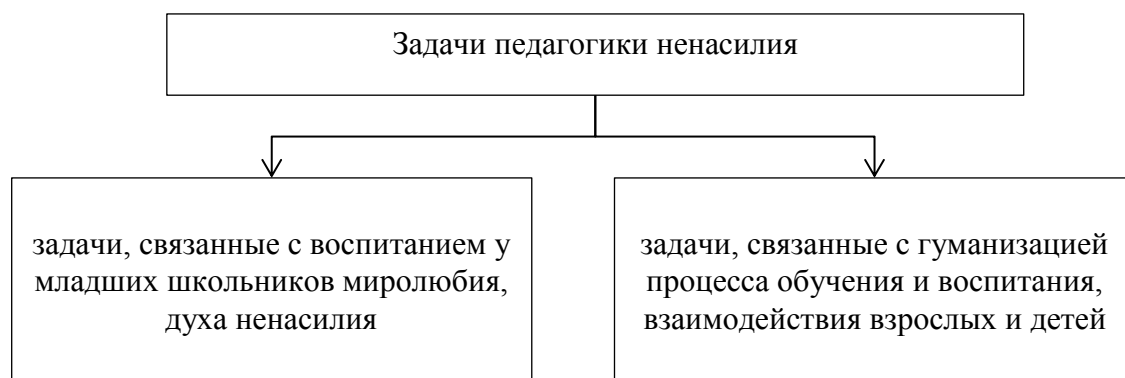 Задачи педагогики ненасилия
задачи, связанные с воспитанием у
младших школьников миролюбия,
духа ненасилия
задачи, связанные с гуманизацией
процесса обучения и воспитания,
взаимодействия взрослых и детей